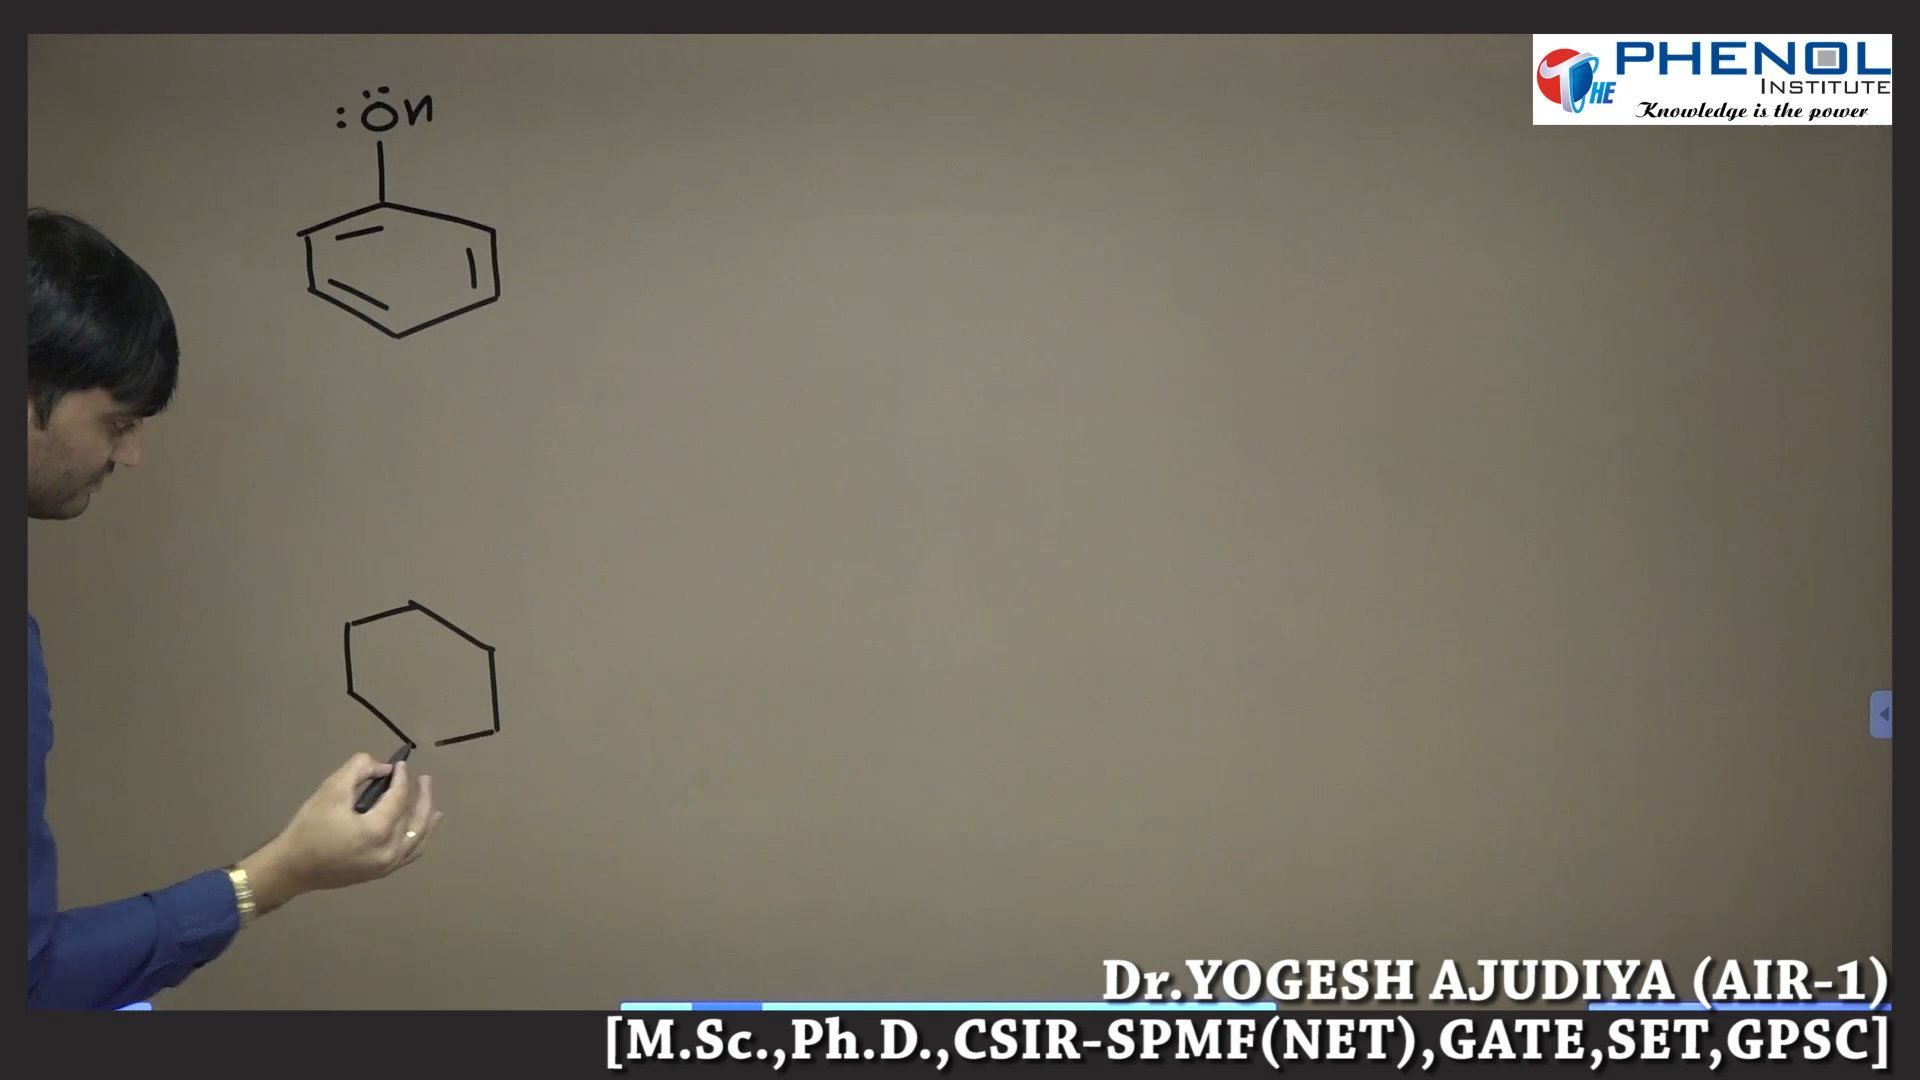 THE PHENOL
INSTITUTE
Knowledge is the power
:ÖH
Dr.YOGESH AJUDIYA (AIR-1)
[M.Sc.,Ph.D.,CSIR-SPMF(NET),GATE,SET,GPSC]